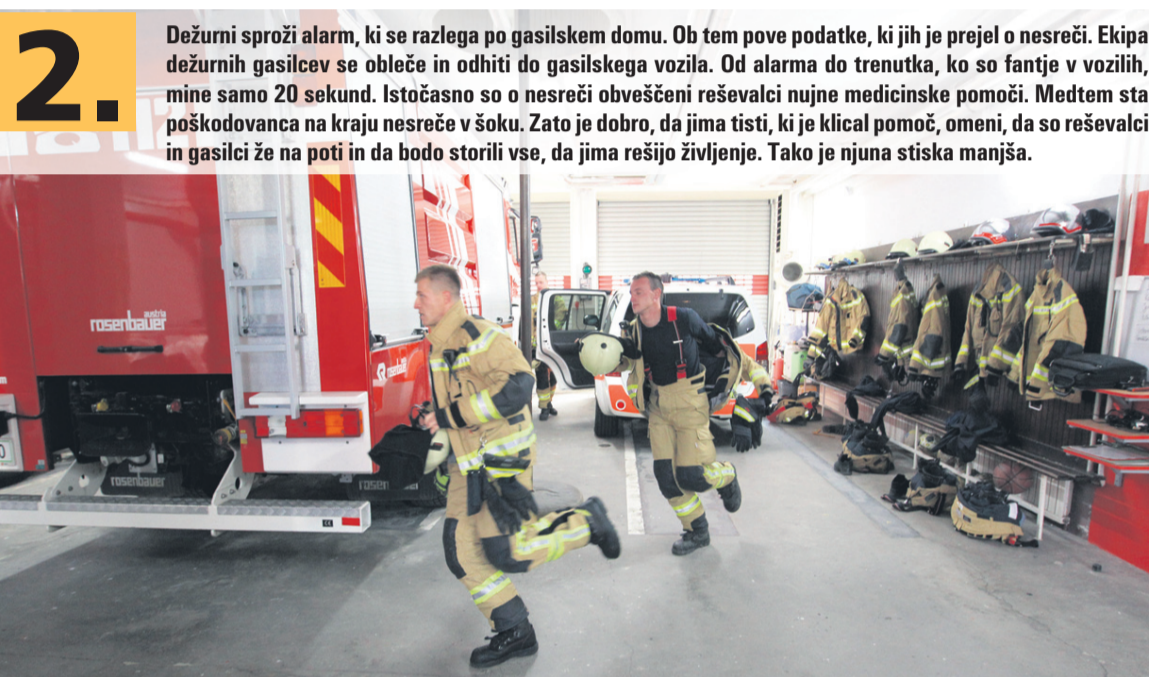 2.
Dežurni sproži alarm, ki se razlega po gasilskem domu. Ob tem pove podatke, ki jih je prejel o nesreči. Ekipa
dežurnih gasilcev se obleče in odhiti do gasilskega vozila. Od alarma do trenutka, ko so fantje v vozilih,
mine samo 20 sekund. Istočasno so o nesreči obveščeni reševalci nujne medicinske pomoči. Medtem sta
poškodovanca na kraju nesreče v šoku. Zato je dobro, da jima tisti, ki je klical pomoč, omeni, da so reševalci
in gasilci že na poti in da bodo storili vse, da jima rešijo življenje. Tako je njuna stiska manjša.
austria
rosenbauer
rosenbauer
rosen